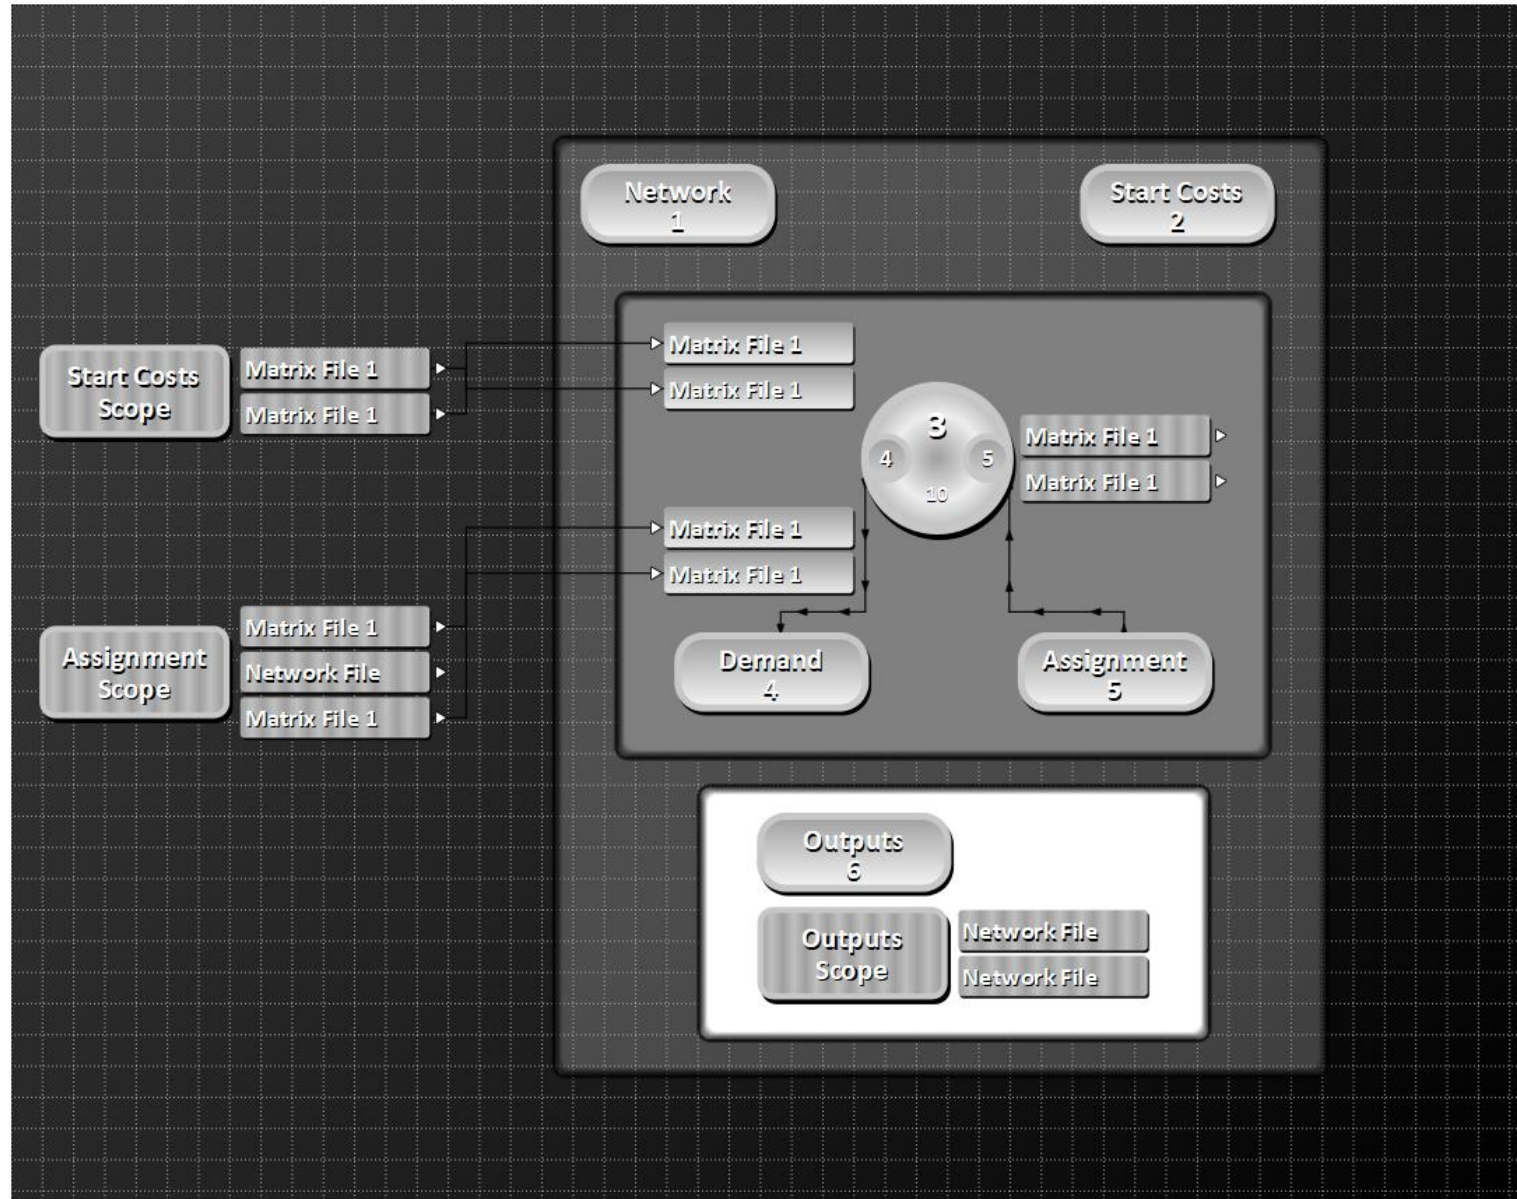 Network
1
Start Costs
2
Start Costs
Scope
Matrix File 1
Matrix File 1
Matrix File 1
Matrix File 1
3
4
5
10
Matrix File 1
Matrix File 1
Matrix File 1
Matrix File 1
Assignment
Scope
Matrix File 1
Network File
Matrix File 1
Demand
4
Assignment
5
Outputs
6
Outputs
Scope
Network File
Network File